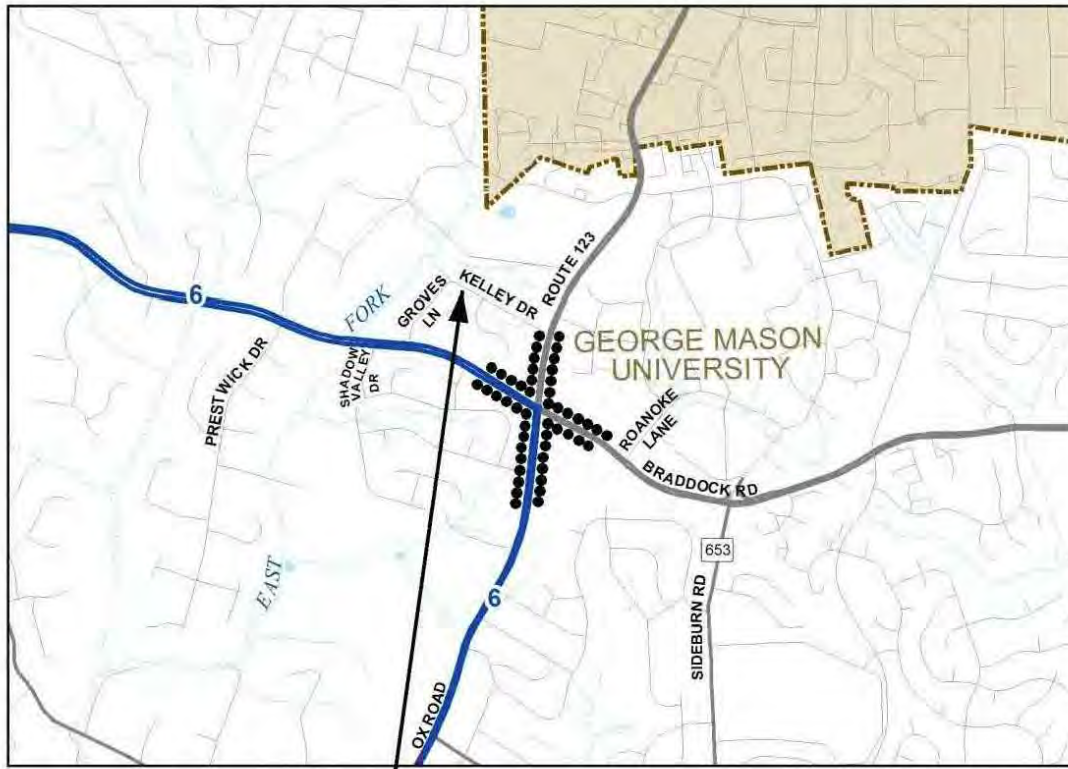 ROUTE 123
KELLEY DR
GROVES
LN
FORK
6
GEORGE MASON
UNIVERSITY
SHADOW
VALLEY
DR
PRESTWICK DR
ROANOKE
LANE
BRADDOCK RD
653
EAST
6
SIDEBURN RD
OX ROAD